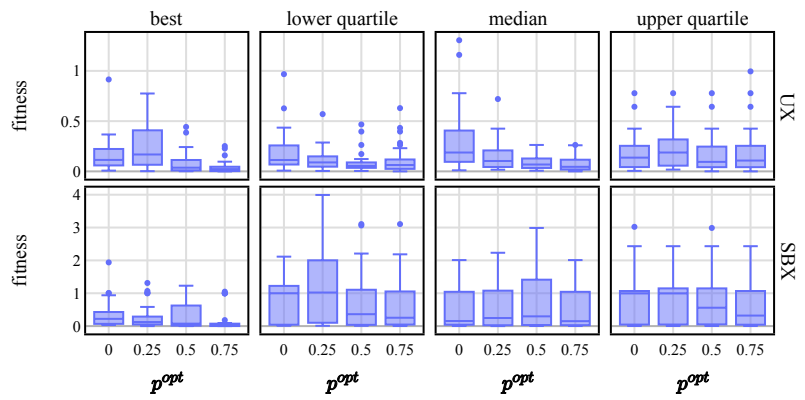 best lower quartile median upper quartile
1
0.5
0
fitness
UX
4
3
2
1
0
fitness
SBX
0 0.25 0.5 0.75 0 0.25 0.5 0.75 0 0.25 0.5 0.75 0 0.25 0.5 0.75
p^opt p^opt p^opt p^opt